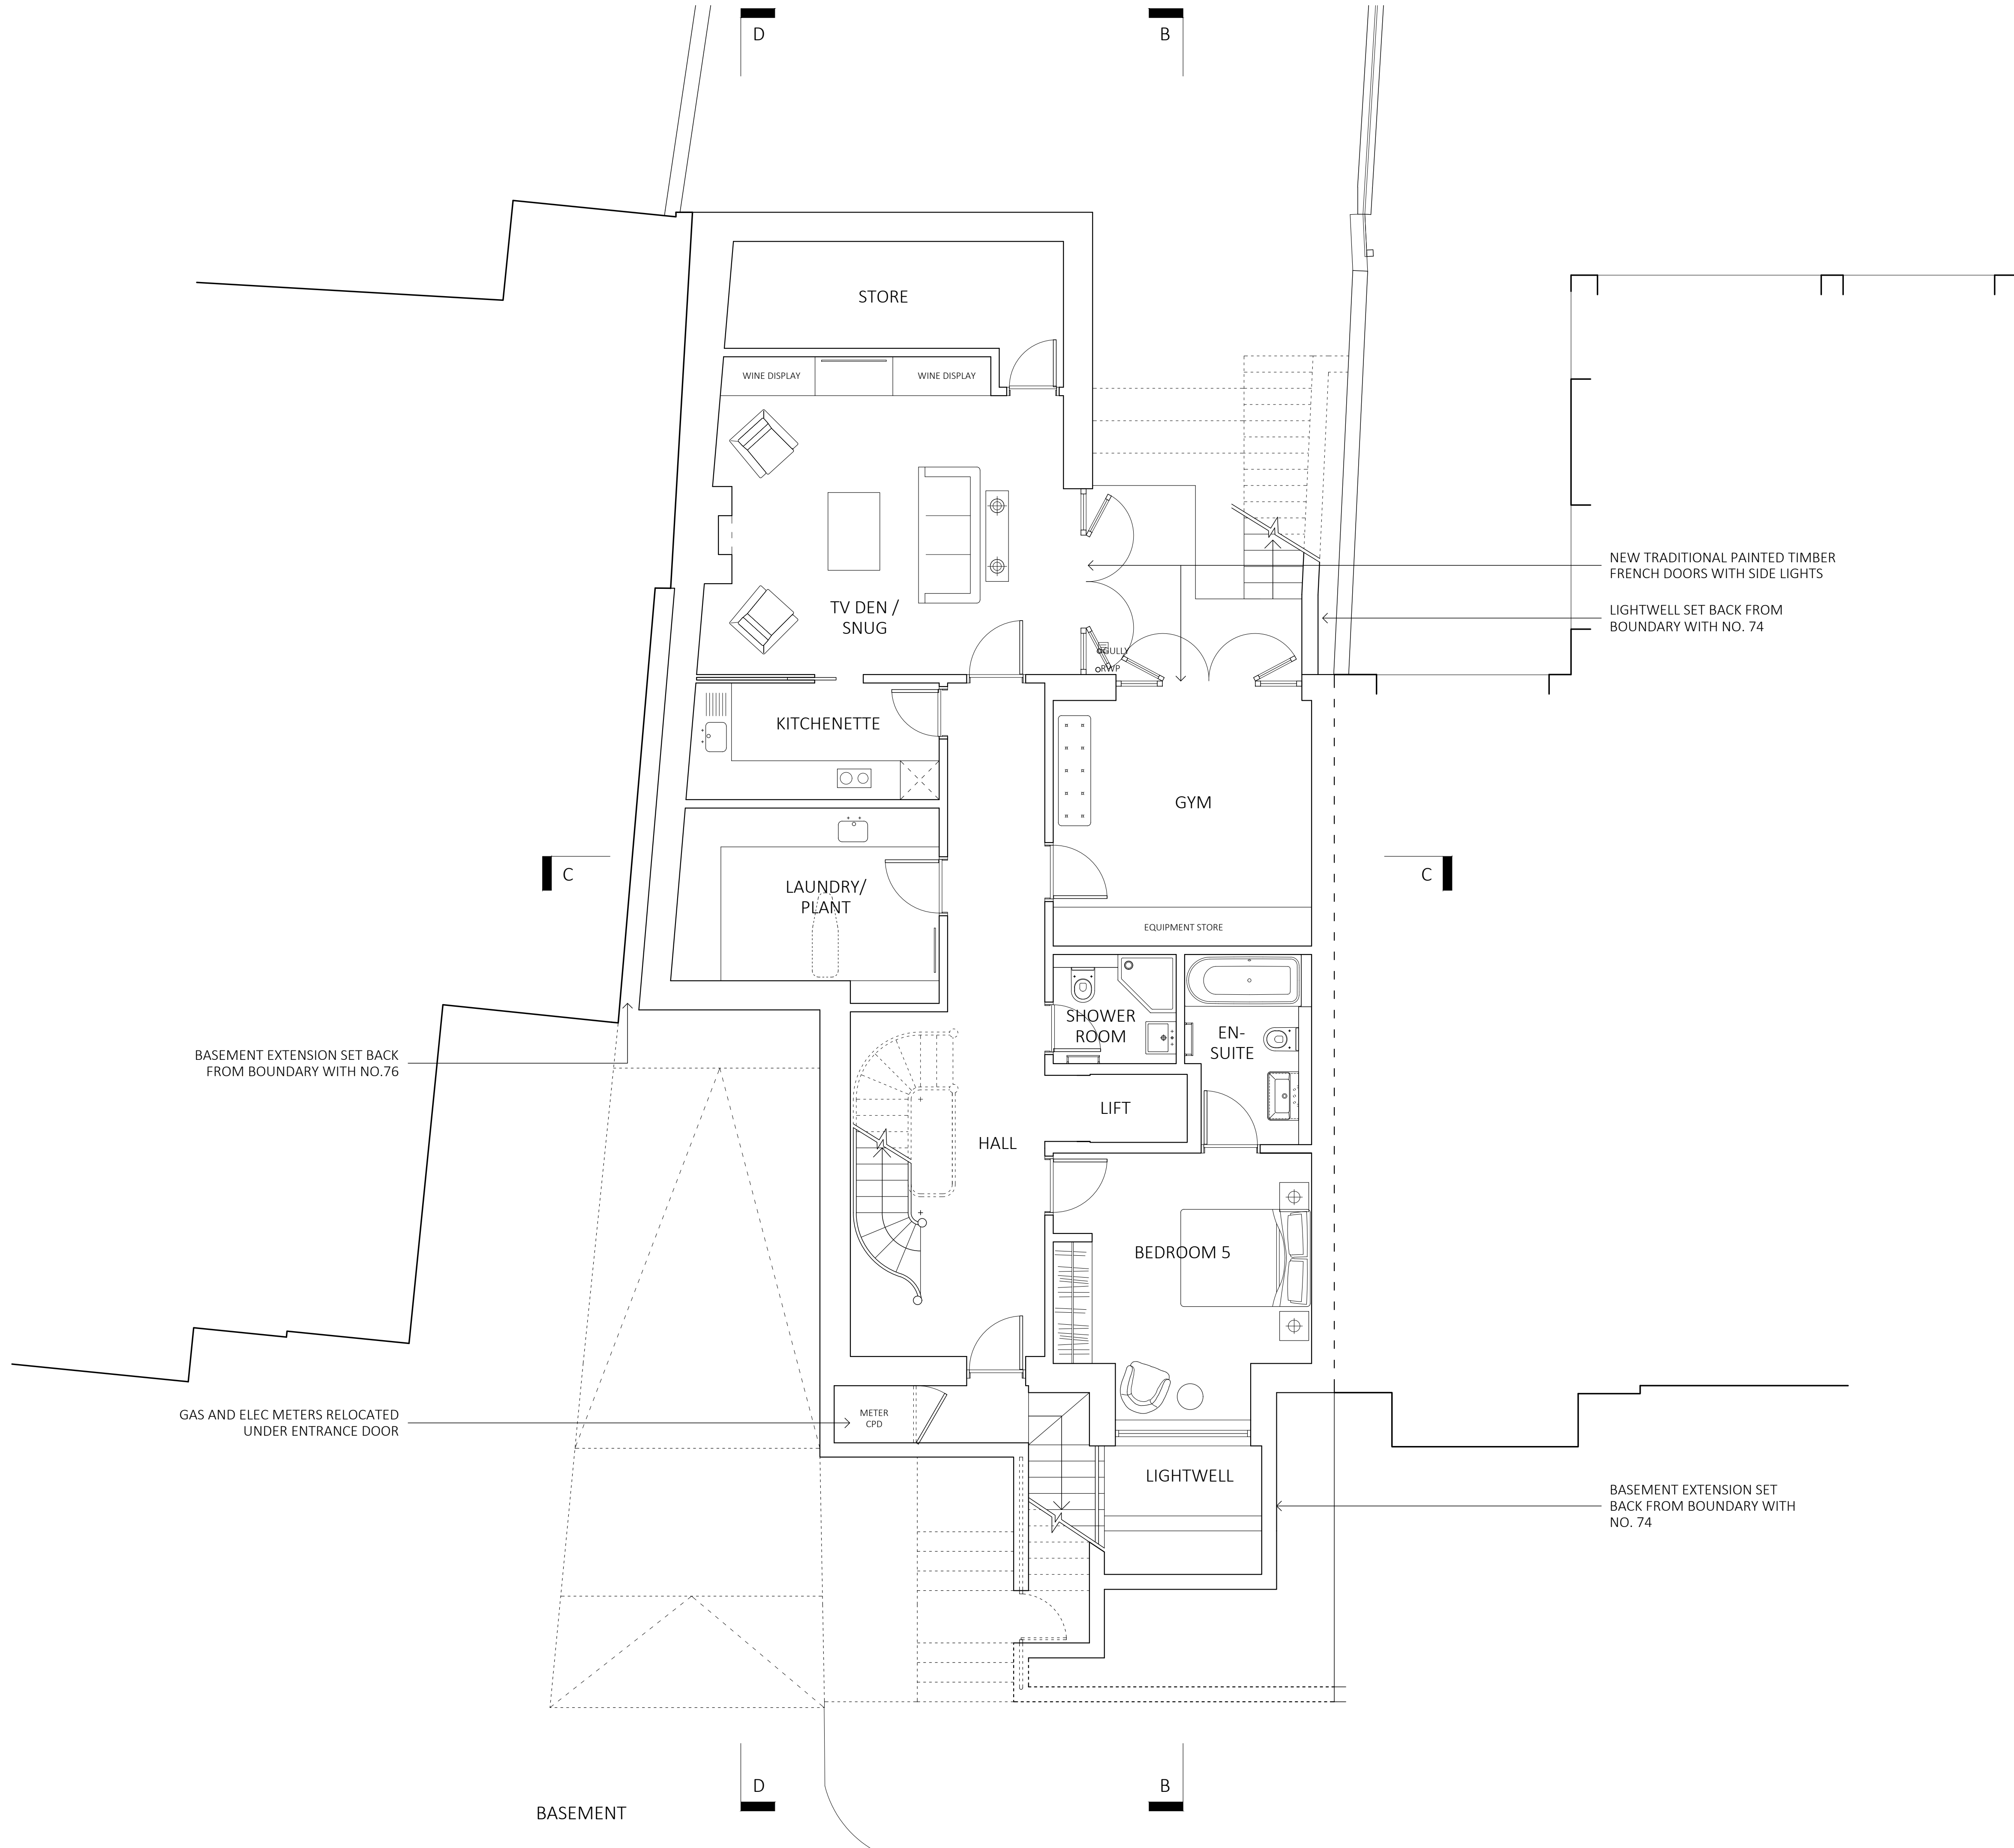 D
B
STORE
WINE DISPLAY
WINE DISPLAY
NEW TRADITIONAL PAINTED TIMBER
FRENCH DOORS WITH SIDE LIGHTS
TV DEN /
SNUG
LIGHTWELL SET BACK FROM
BOUNDARY WITH NO. 74
GULLY
RWP
KITCHENETTE
GYM
C
C
LAUNDRY/
PLANT
EQUIPMENT STORE
SHOWER
ROOM
EN-
SUITE
BASEMENT EXTENSION SET BACK
FROM BOUNDARY WITH NO.76
LIFT
HALL
BEDROOM 5
GAS AND ELEC METERS RELOCATED
UNDER ENTRANCE DOOR
METER
CPD
LIGHTWELL
BASEMENT EXTENSION SET
BACK FROM BOUNDARY WITH
NO. 74
D
B
BASEMENT